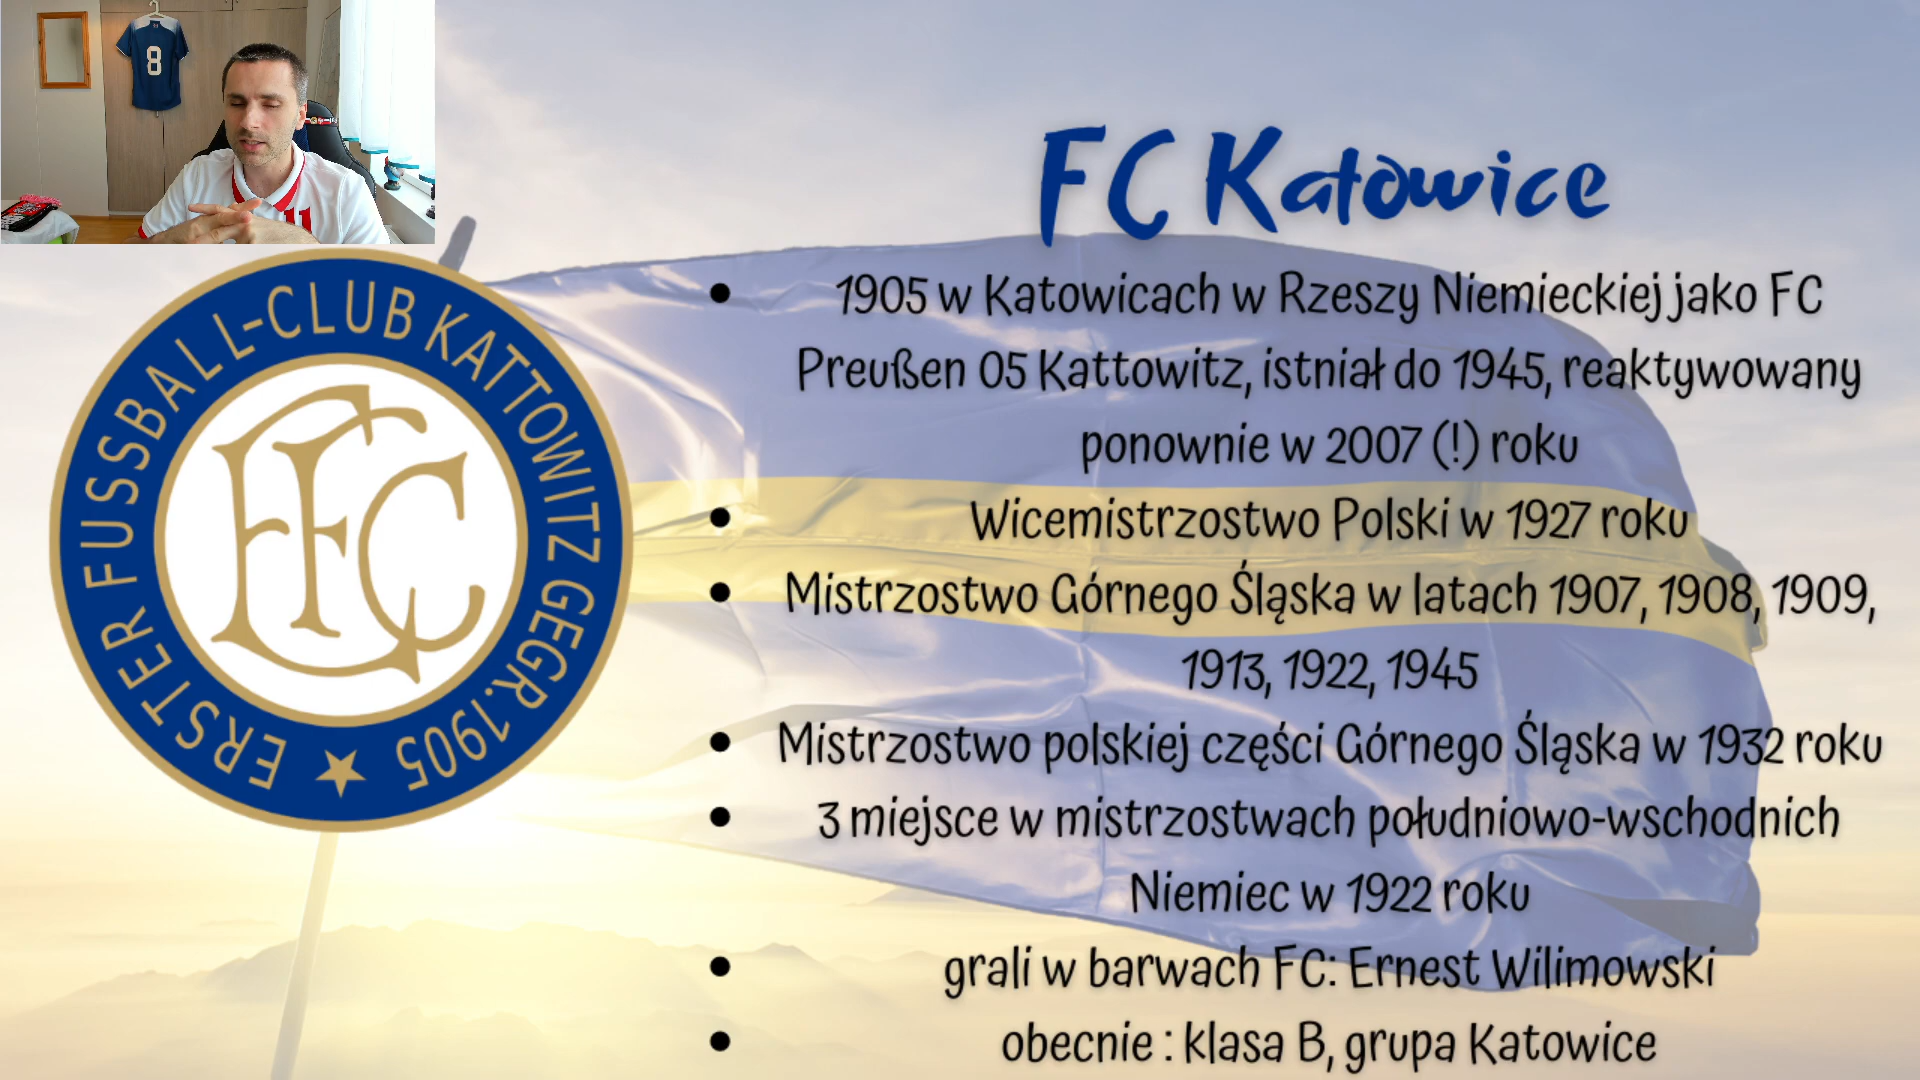 8
11
FC Katowice
ERSTER FUSSBALL-CLUB KATTOWITZ GEGR. 1905
EFC
• 1905 w Katowicach w Rzeszy Niemieckiej jako FC
Preußen 05 Kattowitz, istniał do 1945, reaktywowany
ponownie w 2007 (!) roku
• Wicemistrzostwo Polski w 1927 roku
• Mistrzostwo Górnego Śląska w latach 1907, 1908, 1909,
1913, 1922, 1945
• Mistrzostwo polskiej części Górnego Śląska w 1932 roku
• 3 miejsce w mistrzostwach południowo-wschodnich
Niemiec w 1922 roku
• grali w barwach FC: Ernest Wilimowski
• obecnie : klasa B, grupa Katowice